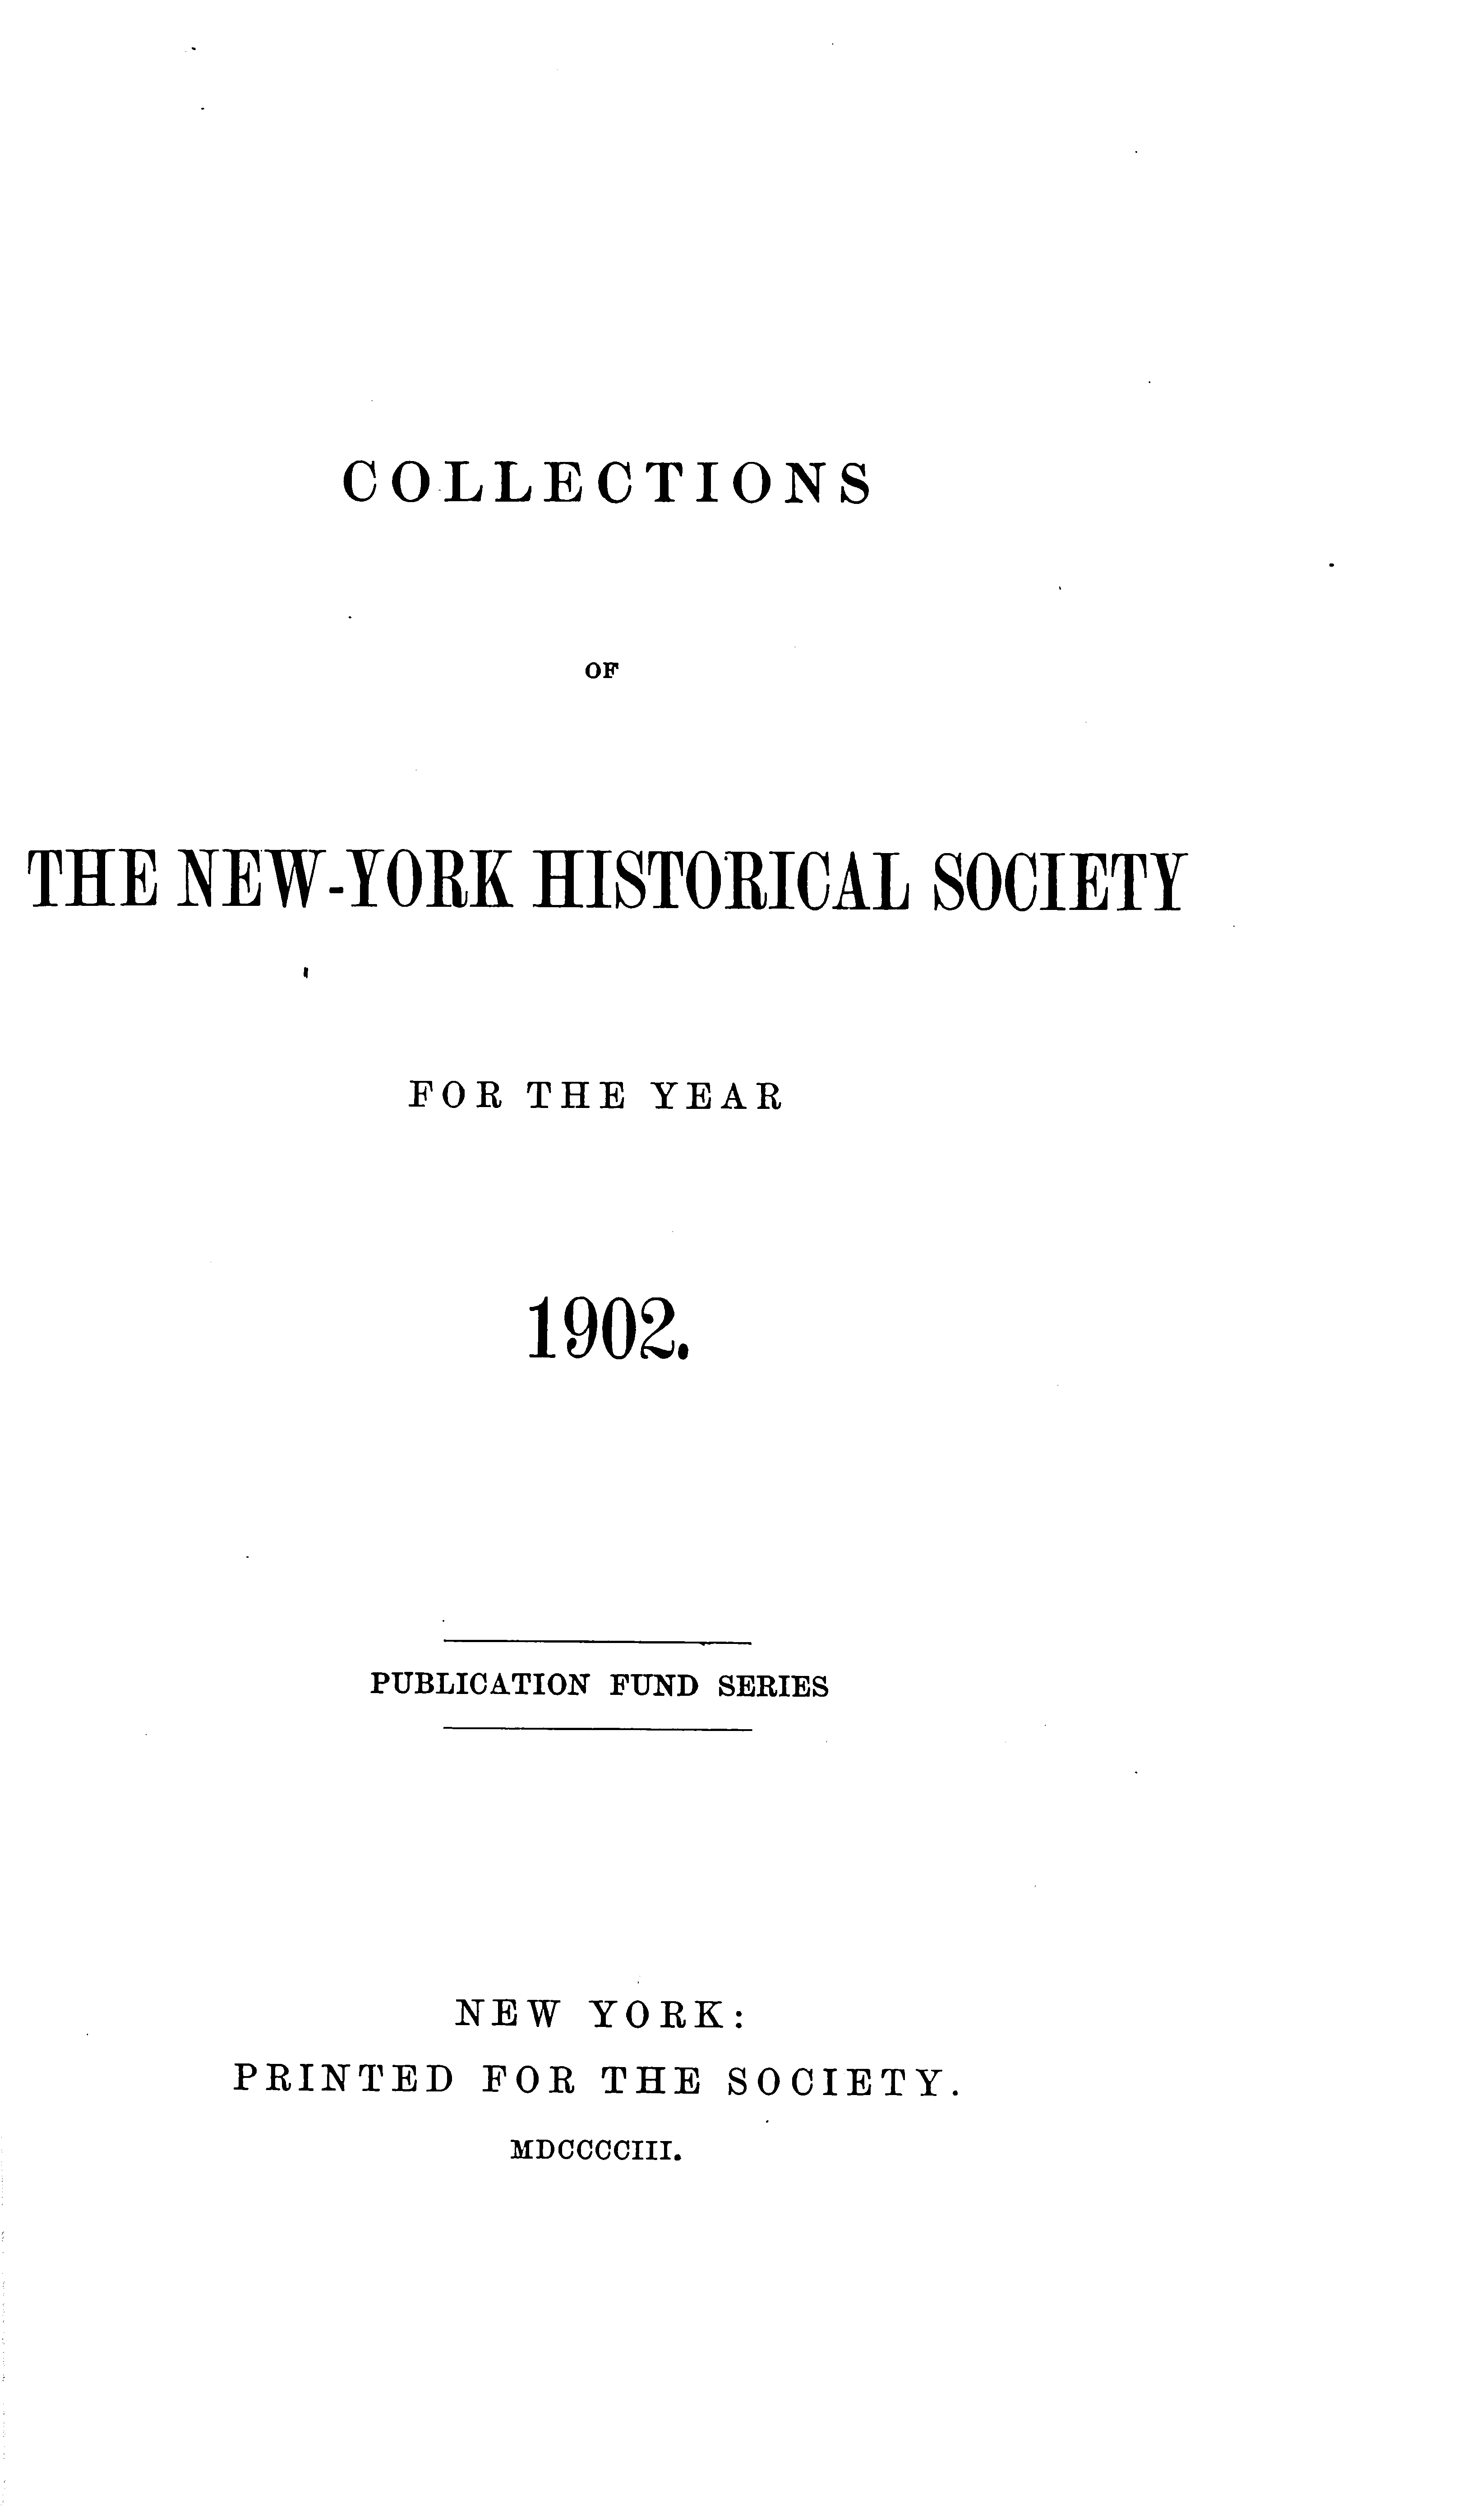 COLLECTIONS
OF
THE NEW-YORK HISTORICAL SOCIETY
FOR THE YEAR
1902.
PUBLICATION FUND SERIES
NEW YORK:
PRINTED FOR THE SOCIETY.
MDCCCCIII.